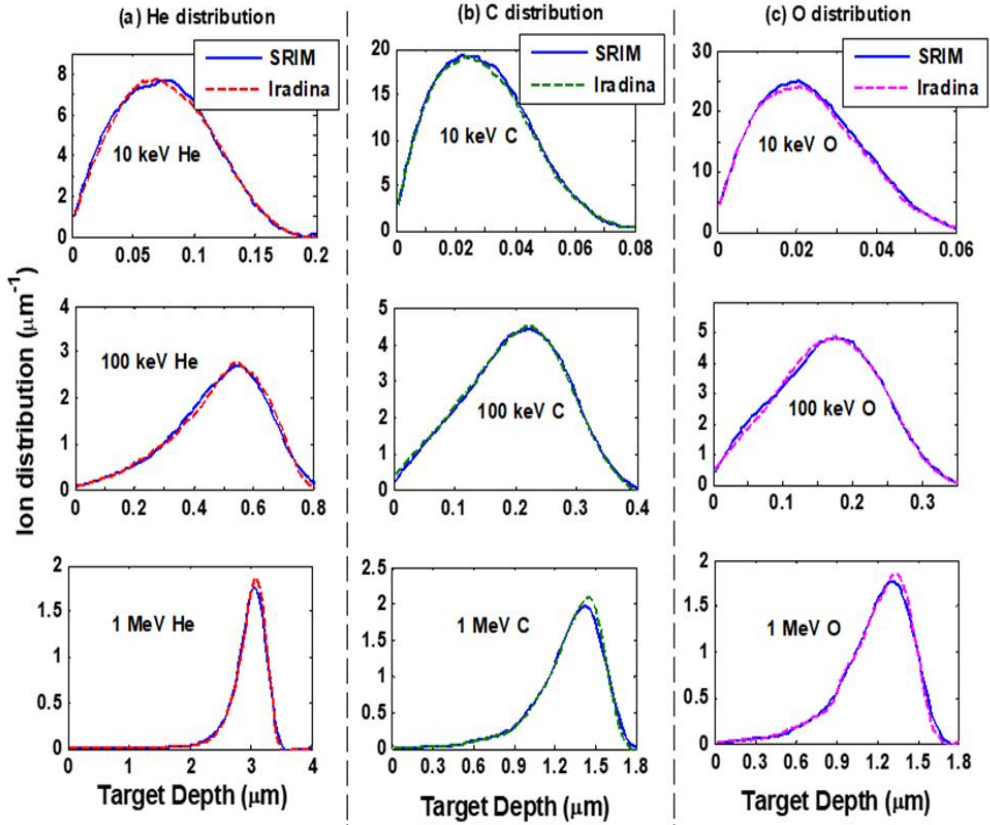 (a) He distribution
(b) C distribution
(c) O distribution
Ion distribution (μm⁻¹)
SRIM
Iradina
10 keV He
8
6
4
2
0
0 0.05 0.1 0.15 0.2
SRIM
Iradina
10 keV C
20
15
10
5
0
0 0.02 0.04 0.06 0.08
SRIM
Iradina
10 keV O
30
25
20
15
10
5
0
0 0.02 0.04 0.06
100 keV He
4
3
2
1
0
0 0.2 0.4 0.6 0.8
100 keV C
5
4
3
2
1
0
0 0.1 0.2 0.3 0.4
100 keV O
5
4
3
2
1
0
0 0.1 0.2 0.3
1 MeV He
2
1.5
1
0.5
0
0 1 2 3 4
Target Depth (μm)
1 MeV C
2.5
2
1.5
1
0.5
0
0 0.3 0.6 0.9 1.2 1.5 1.8
Target Depth (μm)
1 MeV O
2
1.5
1
0.5
0
0 0.3 0.6 0.9 1.2 1.5 1.8
Target Depth (μm)